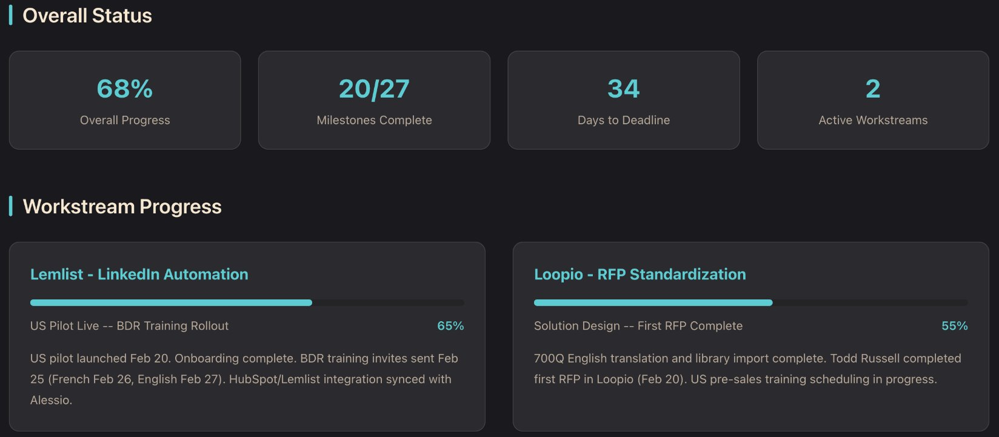 Overall Status
68%
Overall Progress
20/27
Milestones Complete
34
Days to Deadline
2
Active Workstreams
Workstream Progress
Lemlist - LinkedIn Automation
US Pilot Live -- BDR Training Rollout
65%
US pilot launched Feb 20. Onboarding complete. BDR training invites sent Feb
25 (French Feb 26, English Feb 27). HubSpot/Lemlist integration synced with
Alessio.
Loopio - RFP Standardization
Solution Design -- First RFP Complete
55%
700Q English translation and library import complete. Todd Russell completed
first RFP in Loopio (Feb 20). US pre-sales training scheduling in progress.